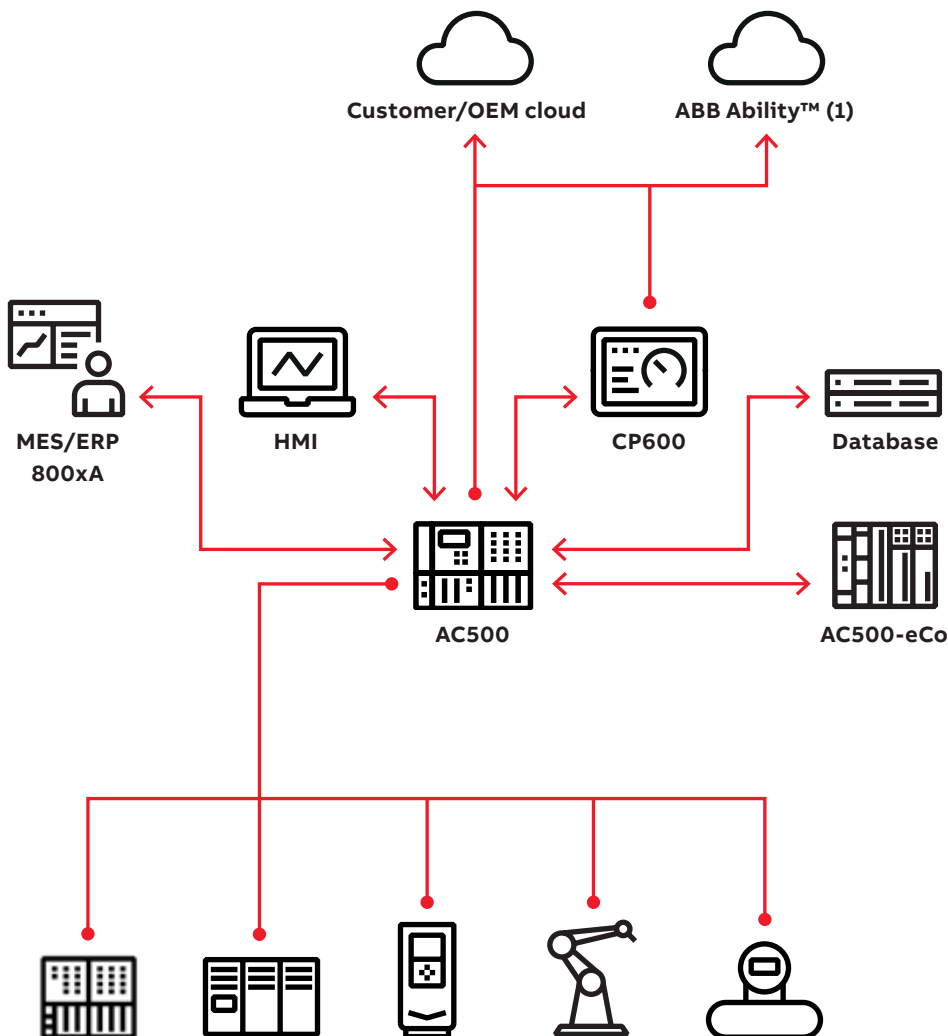 Customer/OEM cloud
ABB Ability™ (1)
MES/ERP
800xA
HMI
CP600
Database
AC500
AC500-eCo